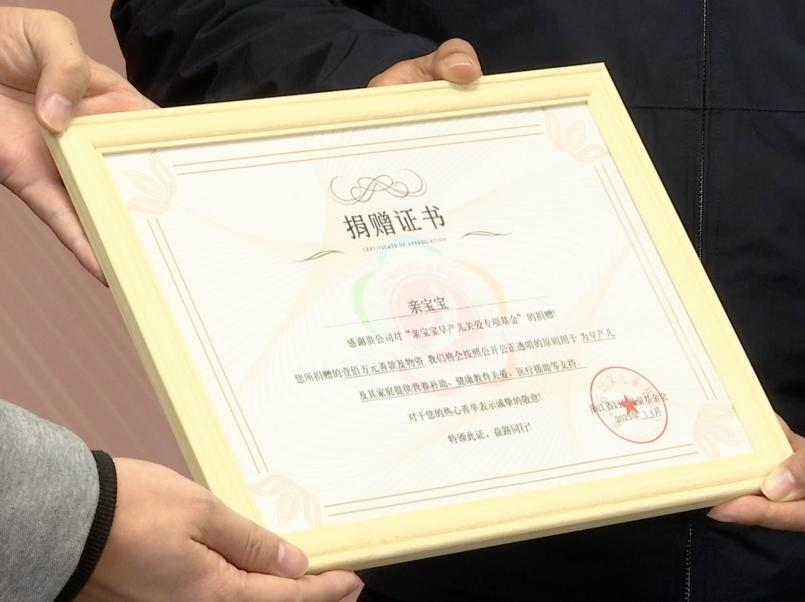 捐赠证书
CERTIFICATE OF APPRECIATION
亲宝宝
感谢贵公司对“亲宝宝早产儿关爱专项基金”的捐赠!
您所捐赠的壹佰万元善款及物资 我们将会按照公开公正透明的原则用于 为早产儿
及其家庭提供营养补助、健康教育关爱、医疗援助等支持。
对于您的热心善举表示诚挚的敬意!
特颁此证,益路同行!
基金会